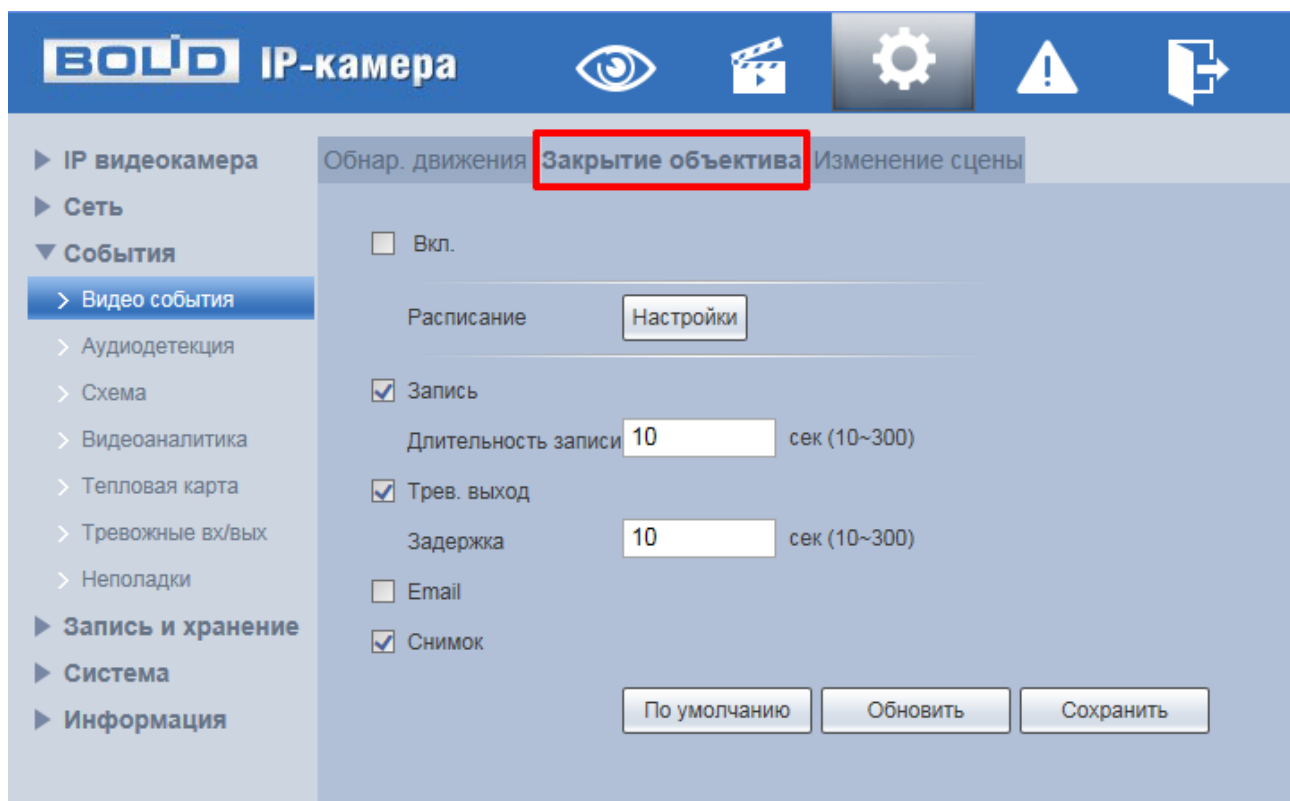 BOLID IP-камера
IP видеокамера
Сеть
События
Видео события
Аудиодетекция
Схема
Видеоаналитика
Тепловая карта
Тревожные вх/вых
Неполадки
Запись и хранение
Система
Информация
Обнар. движения Закрытие объектива Изменение сцены
Вкл.
Расписание Настройки
Запись
Длительность записи 10 сек (10~300)
Трев. выход
Задержка 10 сек (10~300)
Email
Снимок
По умолчанию Обновить Сохранить